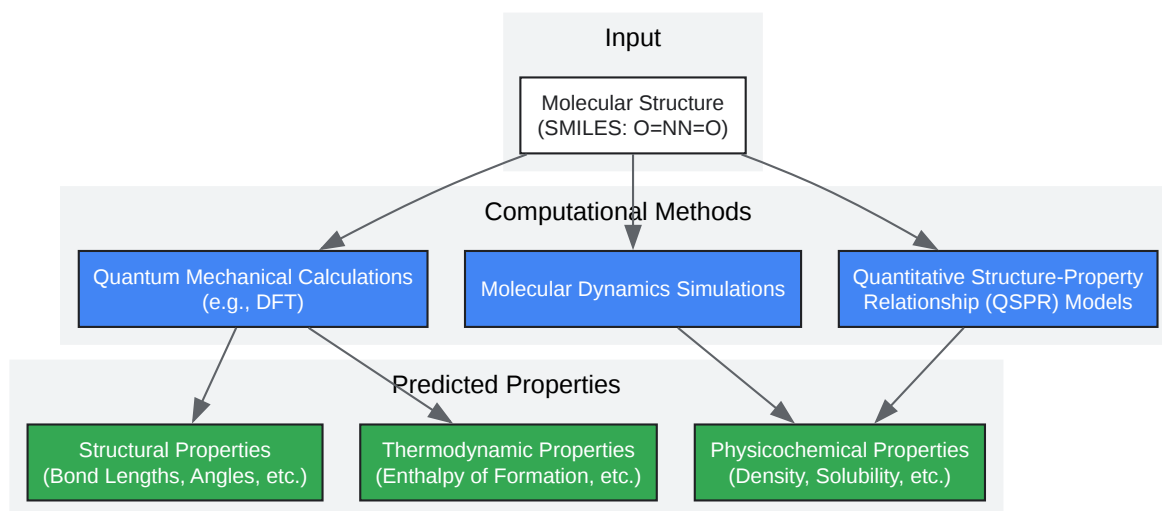 Input
Molecular Structure
(SMILES: O=NN=O)
Computational Methods
Quantum Mechanical Calculations
(e.g., DFT)
Molecular Dynamics Simulations
Quantitative Structure-Property
Relationship (QSPR) Models
Predicted Properties
Structural Properties
(Bond Lengths, Angles, etc.)
Thermodynamic Properties
(Enthalpy of Formation, etc.)
Physicochemical Properties
(Density, Solubility, etc.)